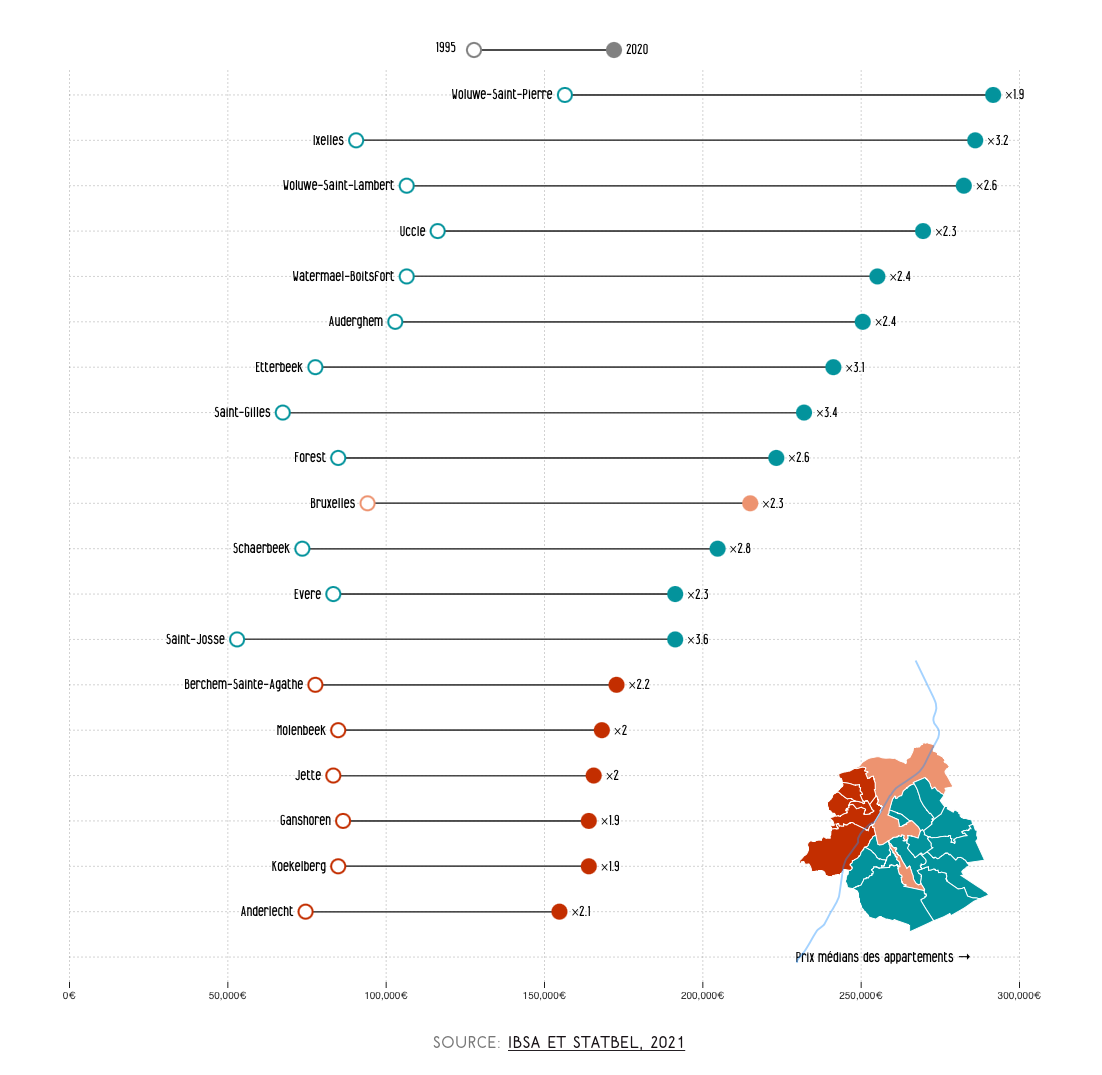 1995 2020
Woluwe-Saint-Pierre ×1.9
Ixelles ×3.2
Woluwe-Saint-Lambert ×2.6
Uccle ×2.3
Watermael-Boitsfort ×2.4
Auderghem ×2.4
Etterbeek ×3.1
Saint-Gilles ×3.4
Forest ×2.6
Bruxelles ×2.3
Schaerbeek ×2.8
Evere ×2.3
Saint-Josse ×3.6
Berchem-Sainte-Agathe ×2.2
Molenbeek ×2
Jette ×2
Ganshoren ×1.9
Koekelberg ×1.9
Anderlecht ×2.1
Prix médians des appartements →
0€ 50,000€ 100,000€ 150,000€ 200,000€ 250,000€ 300,000€
SOURCE: IBSA ET STATBEL, 2021